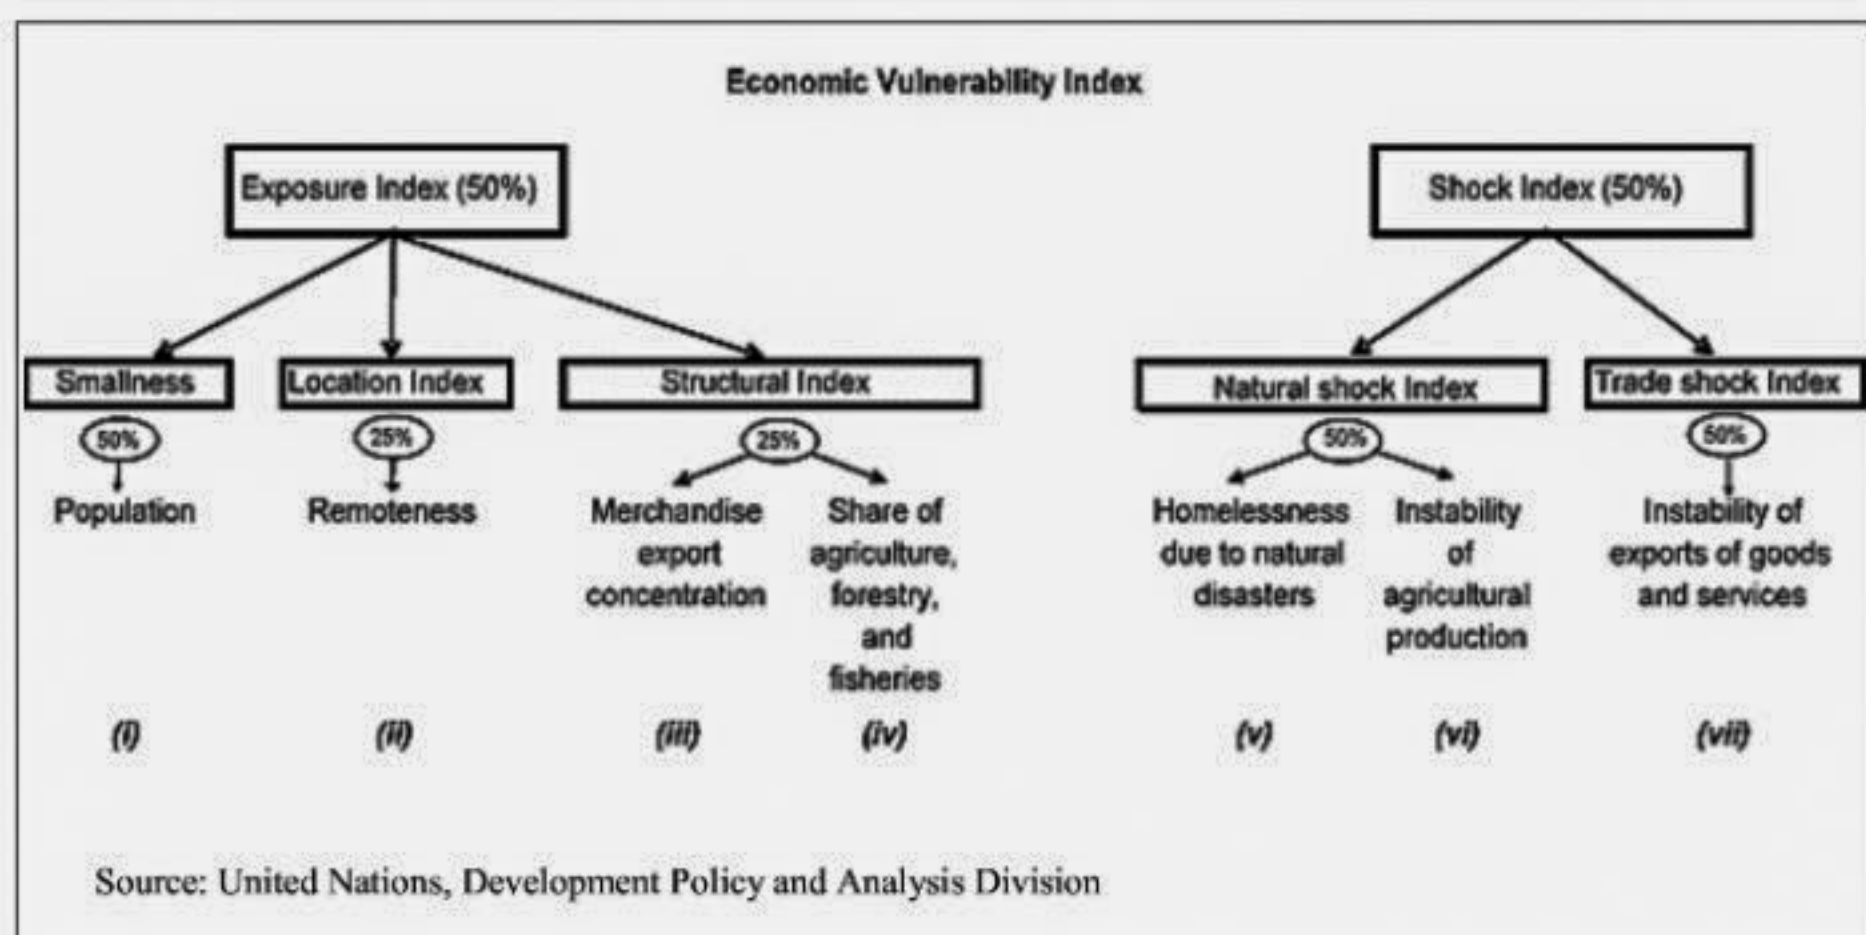 Economic Vulnerability Index
Exposure Index (50%)
Shock Index (50%)
Smallness
Location Index
Structural Index
Natural shock Index
Trade shock Index
50%
25%
25%
50%
50%
Population
Remoteness
Merchandise
export
concentration
Share of
agriculture,
forestry,
and
fisheries
Homelessness
due to natural
disasters
Instability
of
agricultural
production
Instability of
exports of goods
and services
(i)
(ii)
(iii)
(iv)
(v)
(vi)
(vii)
Source: United Nations, Development Policy and Analysis Division